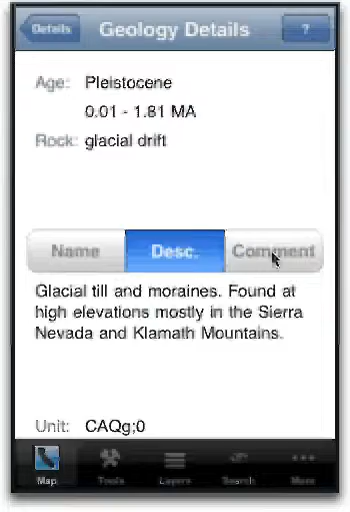 Details Geology Details ?
Age: Pleistocene
0.01 - 1.81 MA
Rock: glacial drift
Name Desc. Comment
Glacial till and moraines. Found at
high elevations mostly in the Sierra
Nevada and Klamath Mountains.
Unit: CAQg;0
Map Tools Layers Search More